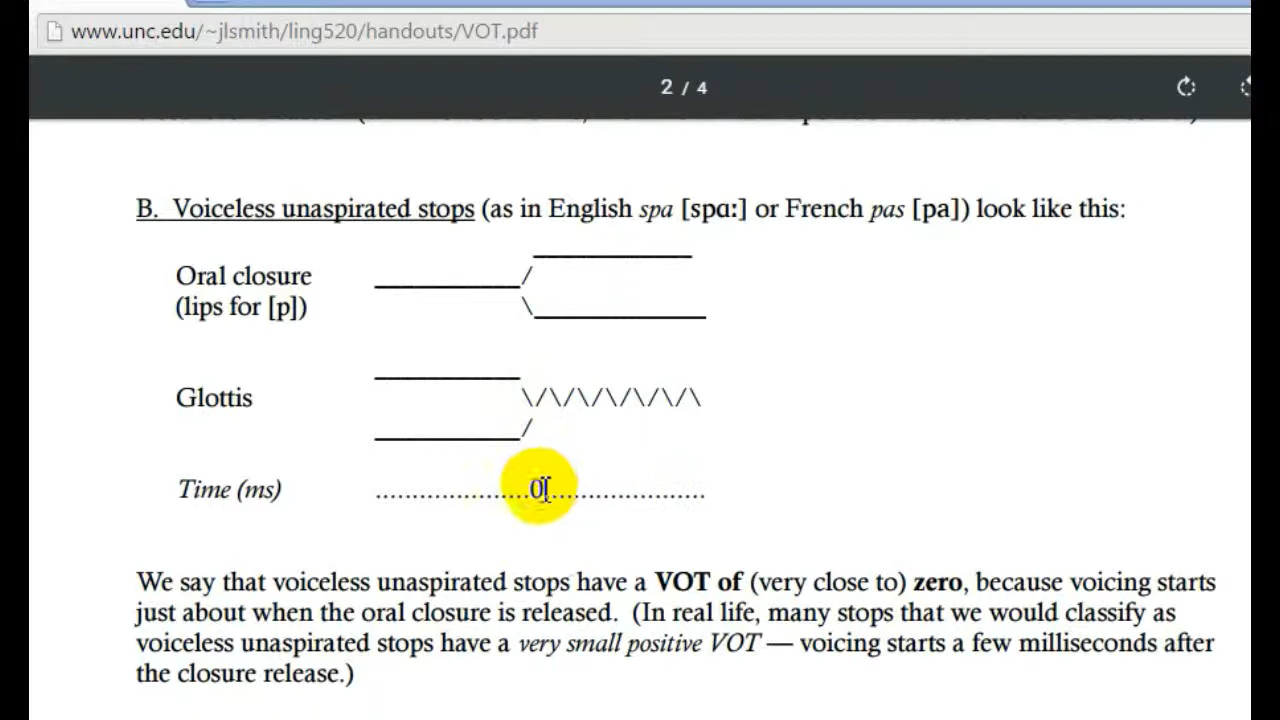 www.unc.edu/~jlsmith/ling520/handouts/VOT.pdf
2 / 4
B. Voiceless unaspirated stops (as in English spa [spɑː] or French pas [pa]) look like this:
Oral closure
(lips for [p])
Glottis
\/\/\/\/\/\/\
Time (ms) ......................0......................
We say that voiceless unaspirated stops have a VOT of (very close to) zero, because voicing starts
just about when the oral closure is released. (In real life, many stops that we would classify as
voiceless unaspirated stops have a very small positive VOT — voicing starts a few milliseconds after
the closure release.)